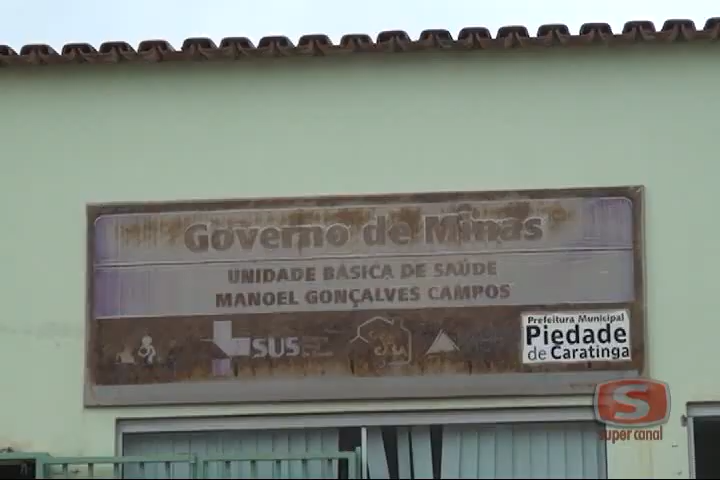 Governo de Minas
UNIDADE BÁSICA DE SAÚDE
MANOEL GONÇALVES CAMPOS
SUS
Prefeitura Municipal
Piedade
de Caratinga
S
super canal